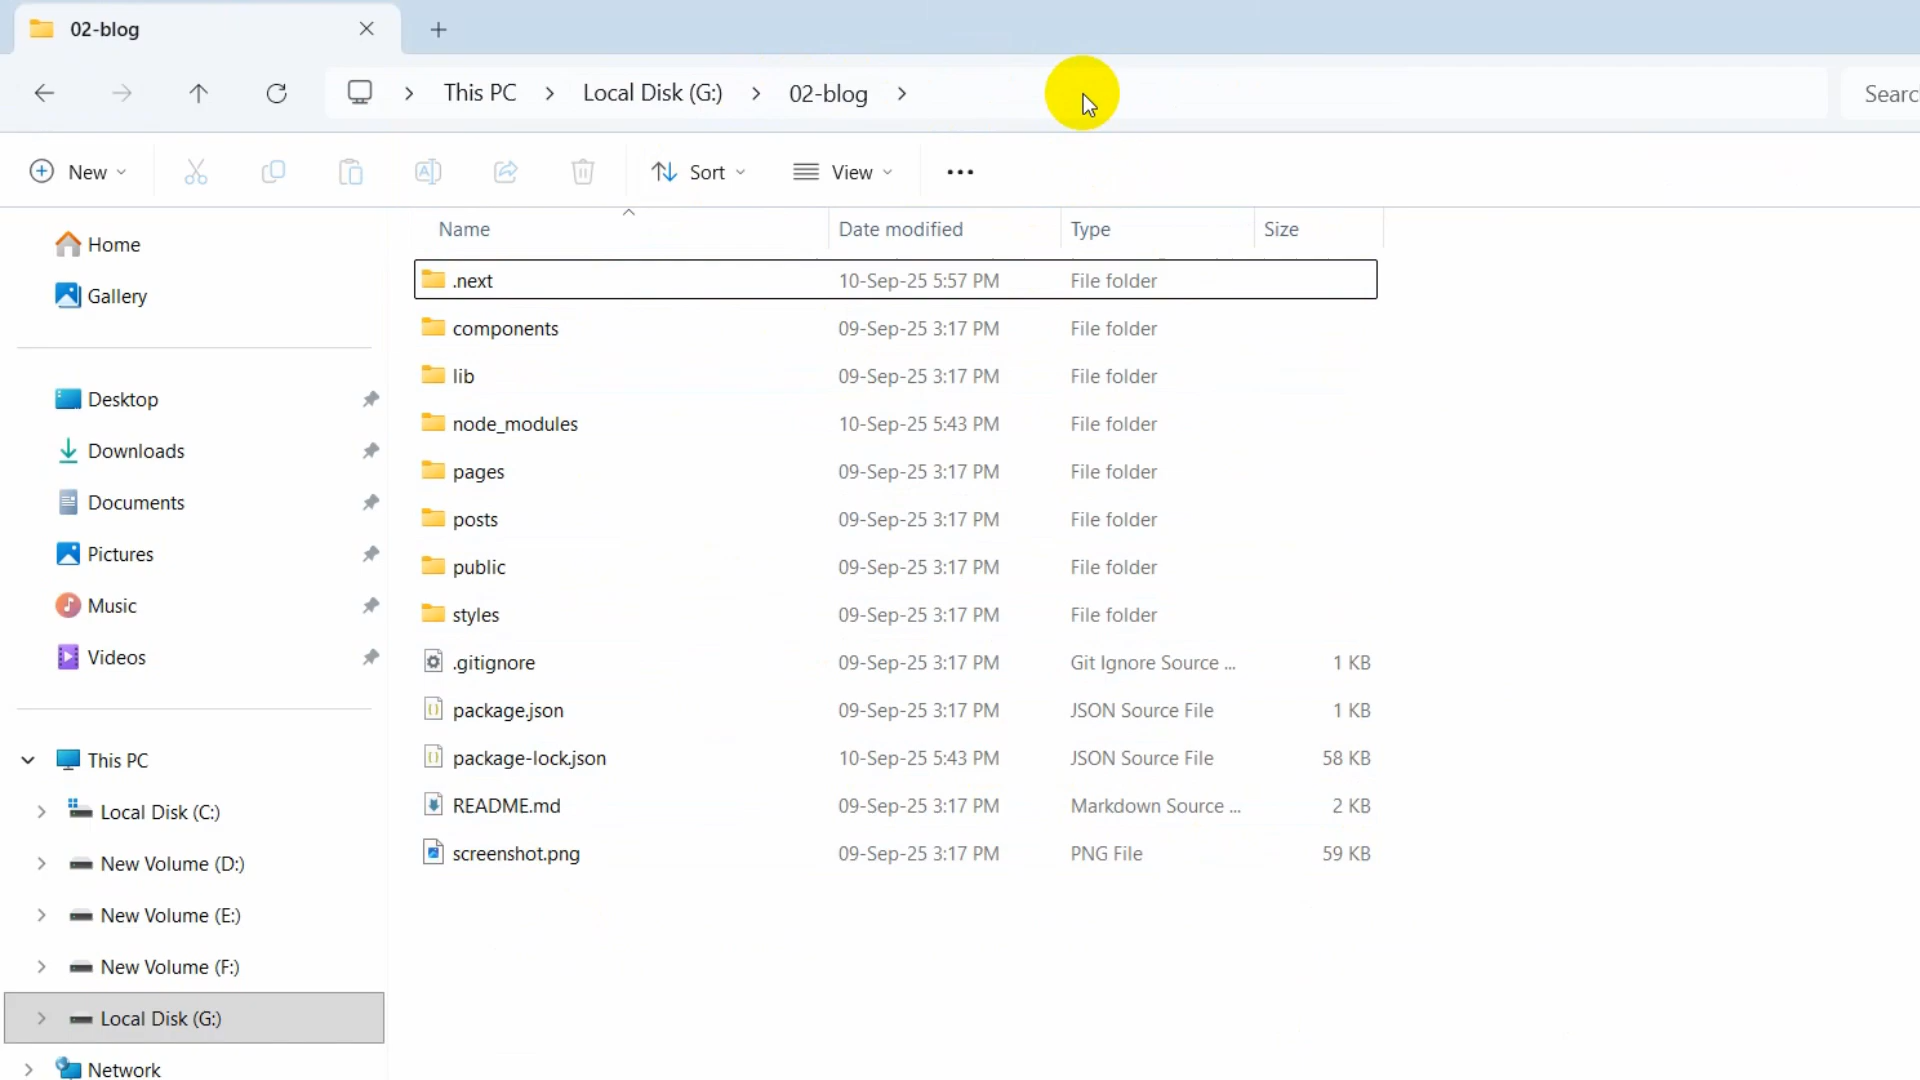 02-blog
This PC Local Disk (G:) 02-blog
Searc
New Sort View
Name Date modified Type Size
Home
Gallery
Desktop
Downloads
Documents
Pictures
Music
Videos
This PC
Local Disk (C:)
New Volume (D:)
New Volume (E:)
New Volume (F:)
Local Disk (G:)
Network
.next 10-Sep-25 5:57 PM File folder
components 09-Sep-25 3:17 PM File folder
lib 09-Sep-25 3:17 PM File folder
node_modules 10-Sep-25 5:43 PM File folder
pages 09-Sep-25 3:17 PM File folder
posts 09-Sep-25 3:17 PM File folder
public 09-Sep-25 3:17 PM File folder
styles 09-Sep-25 3:17 PM File folder
.gitignore 09-Sep-25 3:17 PM Git Ignore Source ... 1 KB
package.json 09-Sep-25 3:17 PM JSON Source File 1 KB
package-lock.json 10-Sep-25 5:43 PM JSON Source File 58 KB
README.md 09-Sep-25 3:17 PM Markdown Source ... 2 KB
screenshot.png 09-Sep-25 3:17 PM PNG File 59 KB